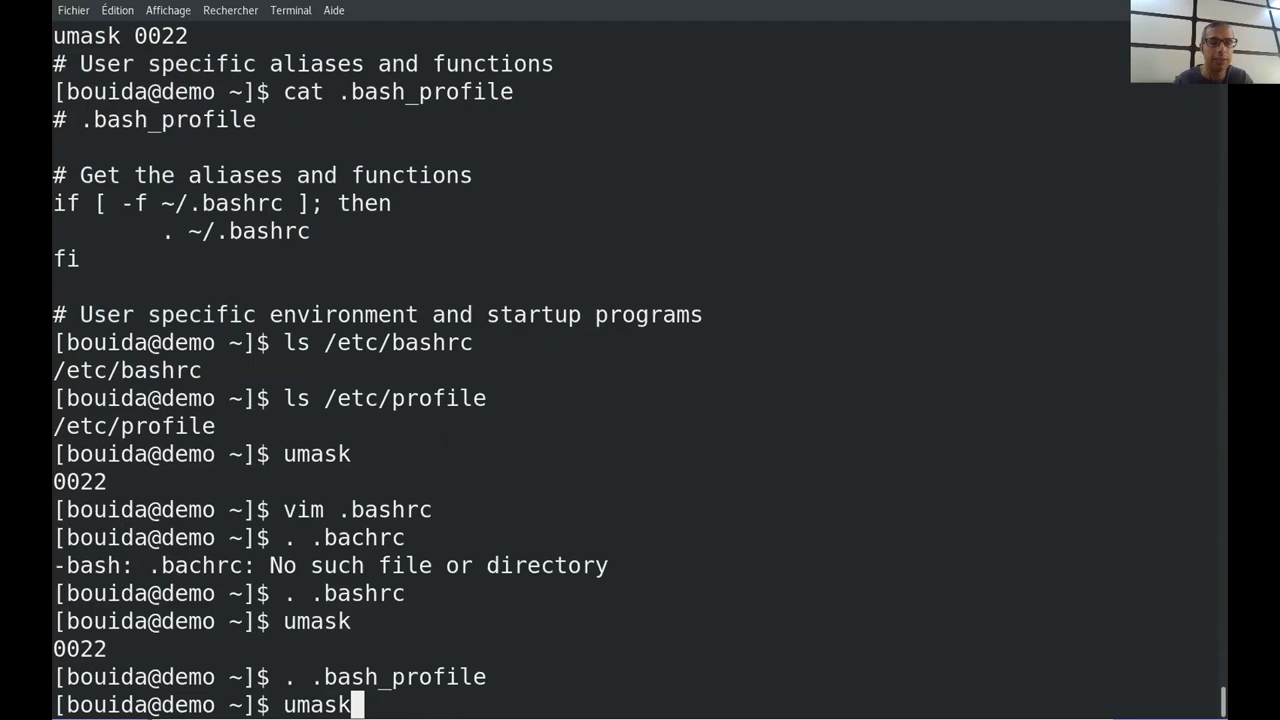 Fichier Édition Affichage Rechercher Terminal Aide
umask 0022
# User specific aliases and functions
[bouida@demo ~]$ cat .bash_profile
# .bash_profile
# Get the aliases and functions
if [ -f ~/.bashrc ]; then
. ~/.bashrc
fi
# User specific environment and startup programs
[bouida@demo ~]$ ls /etc/bashrc
/etc/bashrc
[bouida@demo ~]$ ls /etc/profile
/etc/profile
[bouida@demo ~]$ umask
0022
[bouida@demo ~]$ vim .bashrc
[bouida@demo ~]$ . .bachrc
-bash: .bachrc: No such file or directory
[bouida@demo ~]$ . .bashrc
[bouida@demo ~]$ umask
0022
[bouida@demo ~]$ . .bash_profile
[bouida@demo ~]$ umask